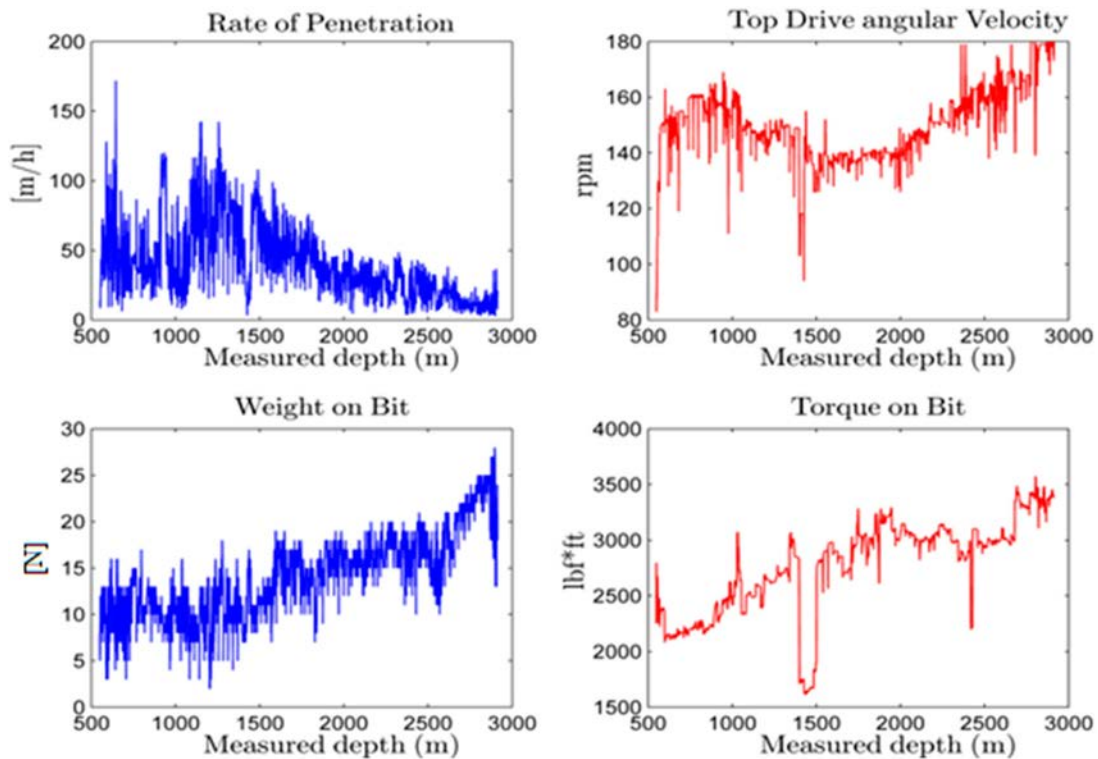 Rate of Penetration
200
150
100
50
0
[m/h]
500 1000 1500 2000 2500 3000
Measured depth (m)
Top Drive angular Velocity
180
160
140
120
100
80
rpm
500 1000 1500 2000 2500 3000
Measured depth (m)
Weight on Bit
30
25
20
15
10
5
0
[N]
500 1000 1500 2000 2500 3000
Measured depth (m)
Torque on Bit
4000
3500
3000
2500
2000
1500
lbf*ft
500 1000 1500 2000 2500 3000
Measured depth (m)